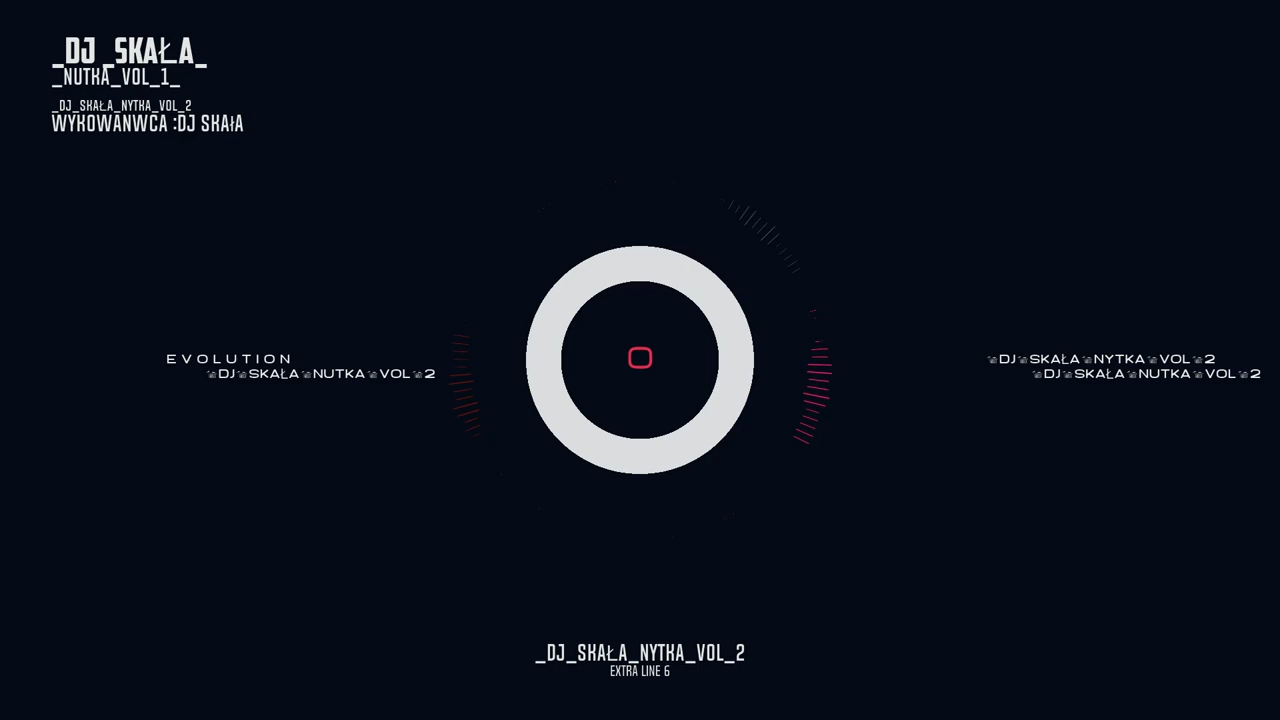 _DJ_SKAŁA_
_NUTKA_VOL_1_
_DJ_SKAŁA_NYTKA_VOL_2
WYKOWANWCA :DJ SKAłA
EVOLUTION
DJ SKAŁA NUTKA VOL 2
DJ SKAŁA NYTKA VOL 2
DJ SKAŁA NUTKA VOL 2
_DJ_SKAŁA_NYTKA_VOL_2
EXTRA LINE 6